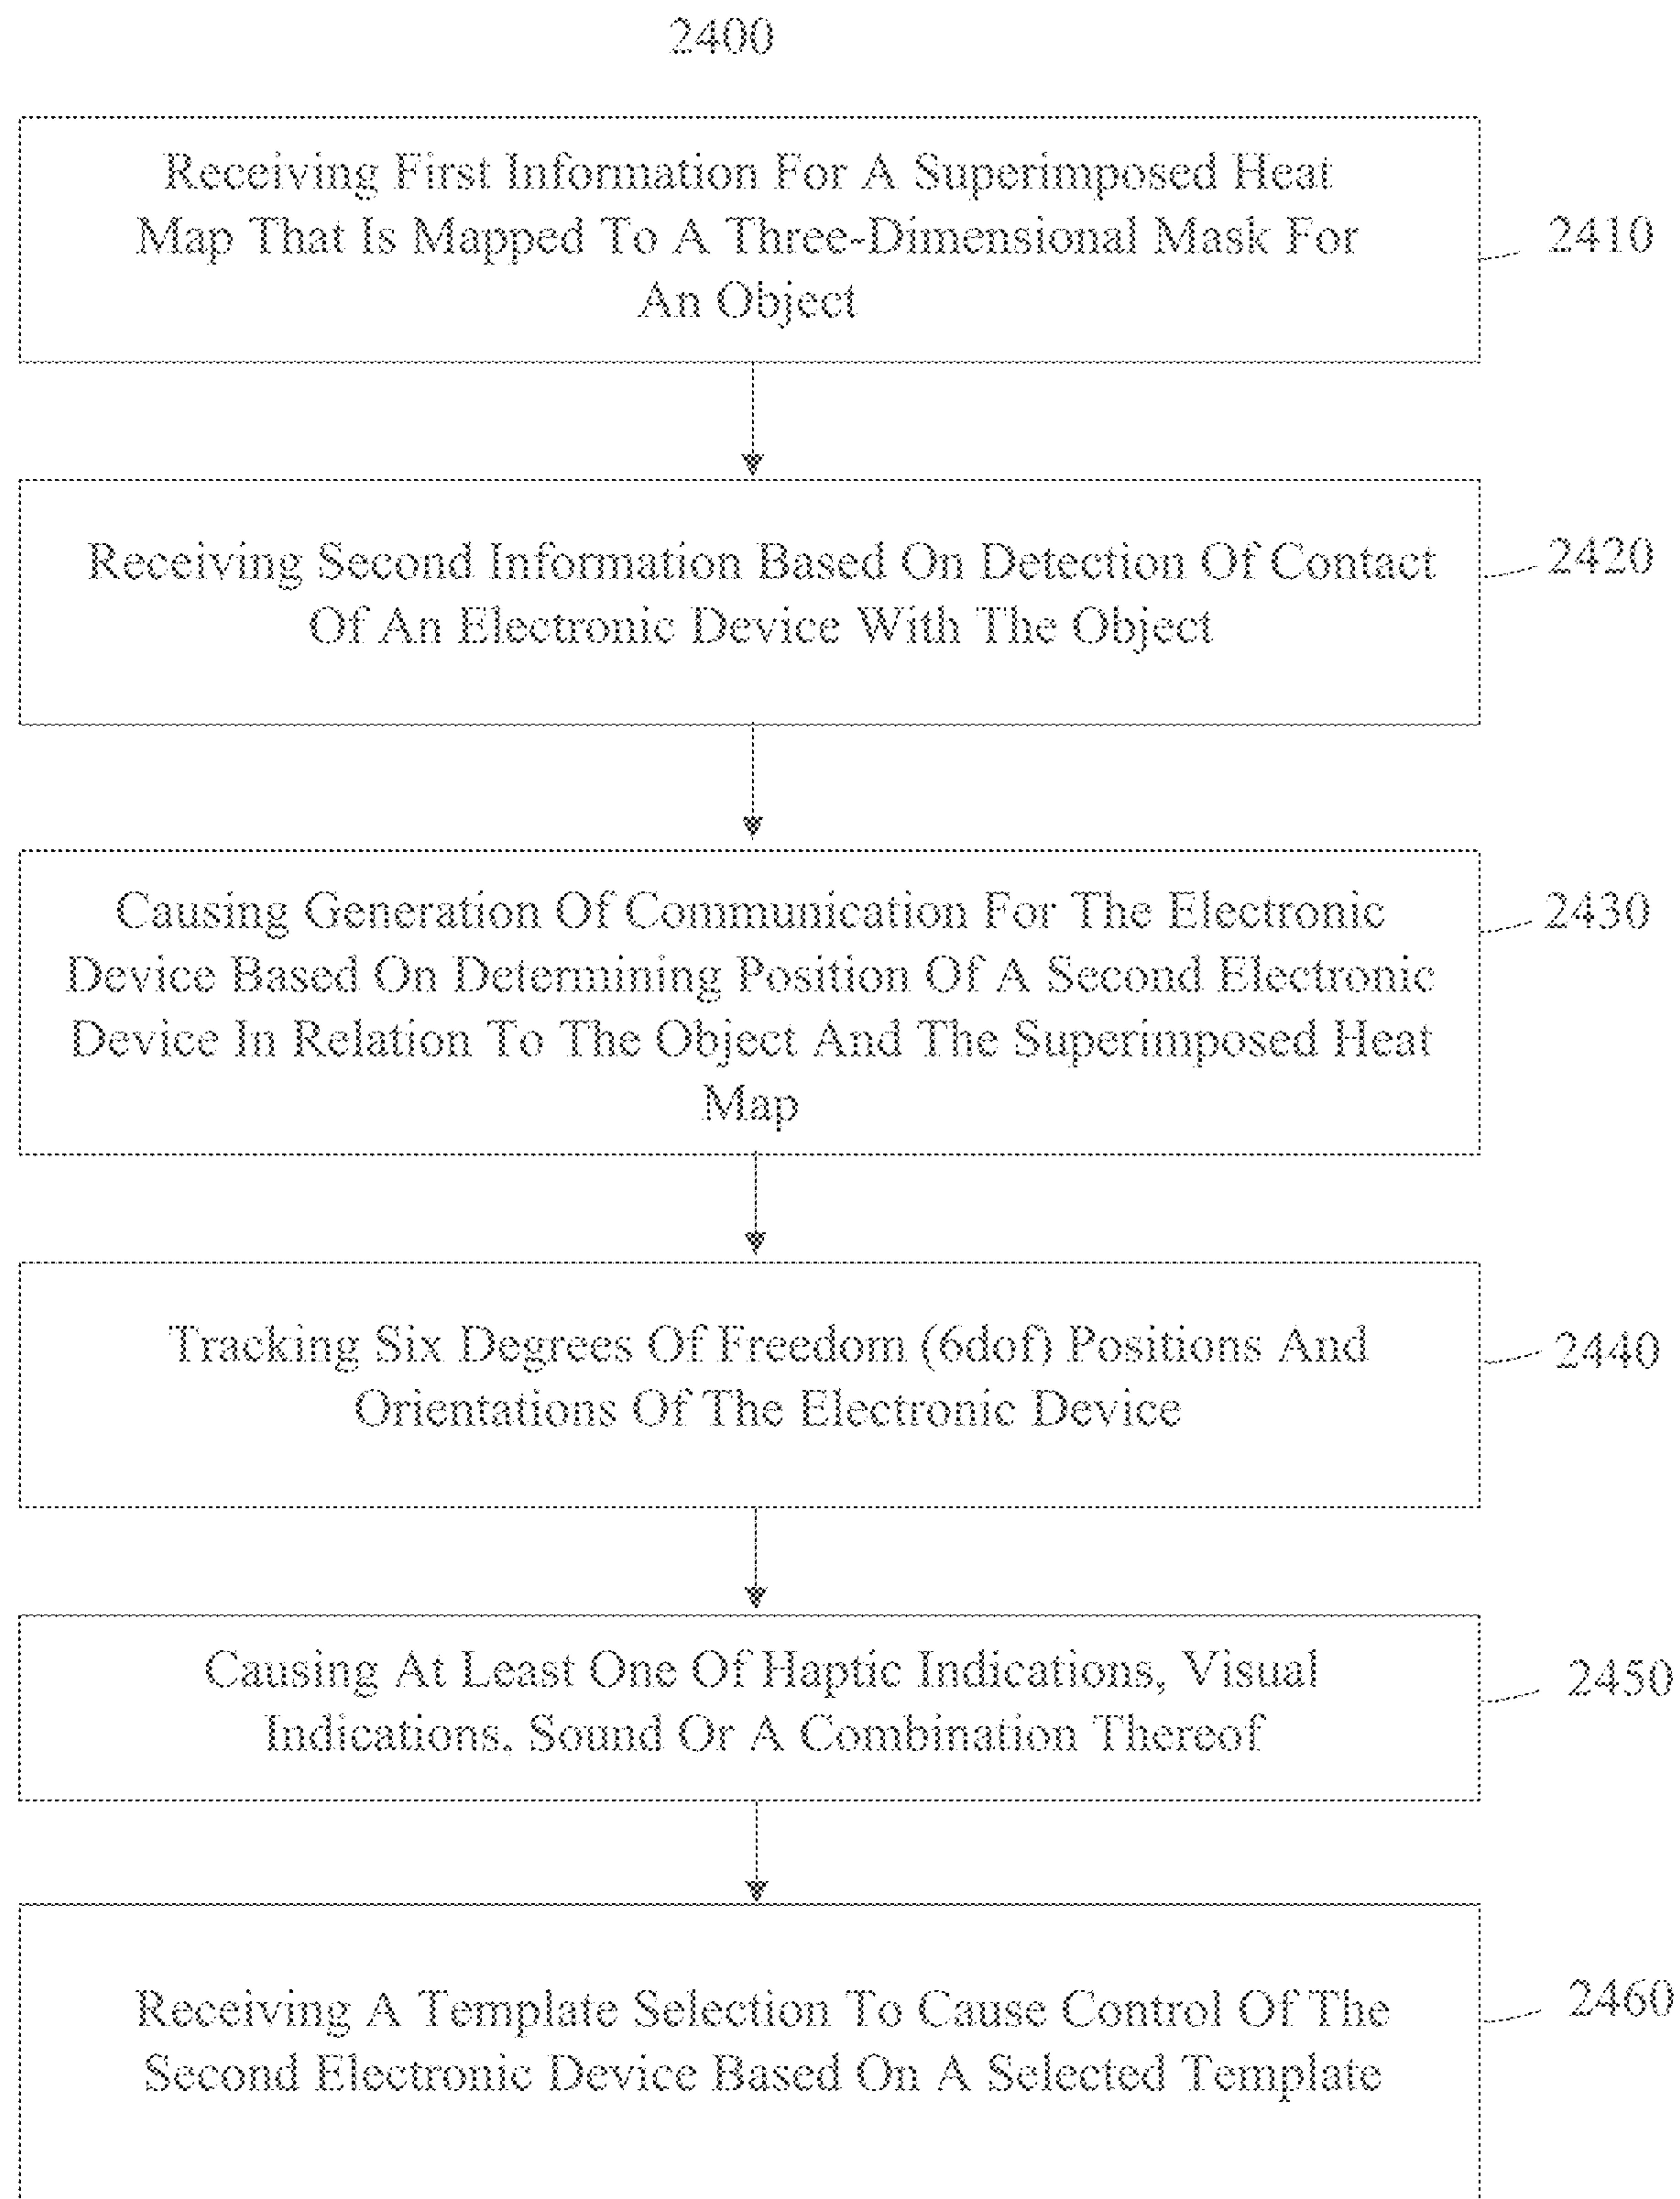 2400
Receiving First Information For A Superimposed Heat
Map That Is Mapped To A Three-Dimensional Mask For
An Object
2410
Receiving Second Information Based On Detection Of Contact
Of An Electronic Device With The Object
2420
Causing Generation Of Communication For The Electronic
Device Based On Determining Position Of A Second Electronic
Device In Relation To The Object And The Superimposed Heat
Map
2430
Tracking Six Degrees Of Freedom (6dof) Positions And
Orientations Of The Electronic Device
2440
Causing At Least One Of Haptic Indications, Visual
Indications, Sound Or A Combination Thereof
2450
Receiving A Template Selection To Cause Control Of The
Second Electronic Device Based On A Selected Template
2460